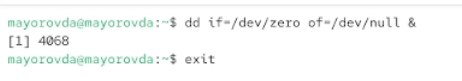 mayorovda@mayorovda:~$ dd if=/dev/zero of=/dev/null &
[1] 4068
mayorovda@mayorovda:~$ exit